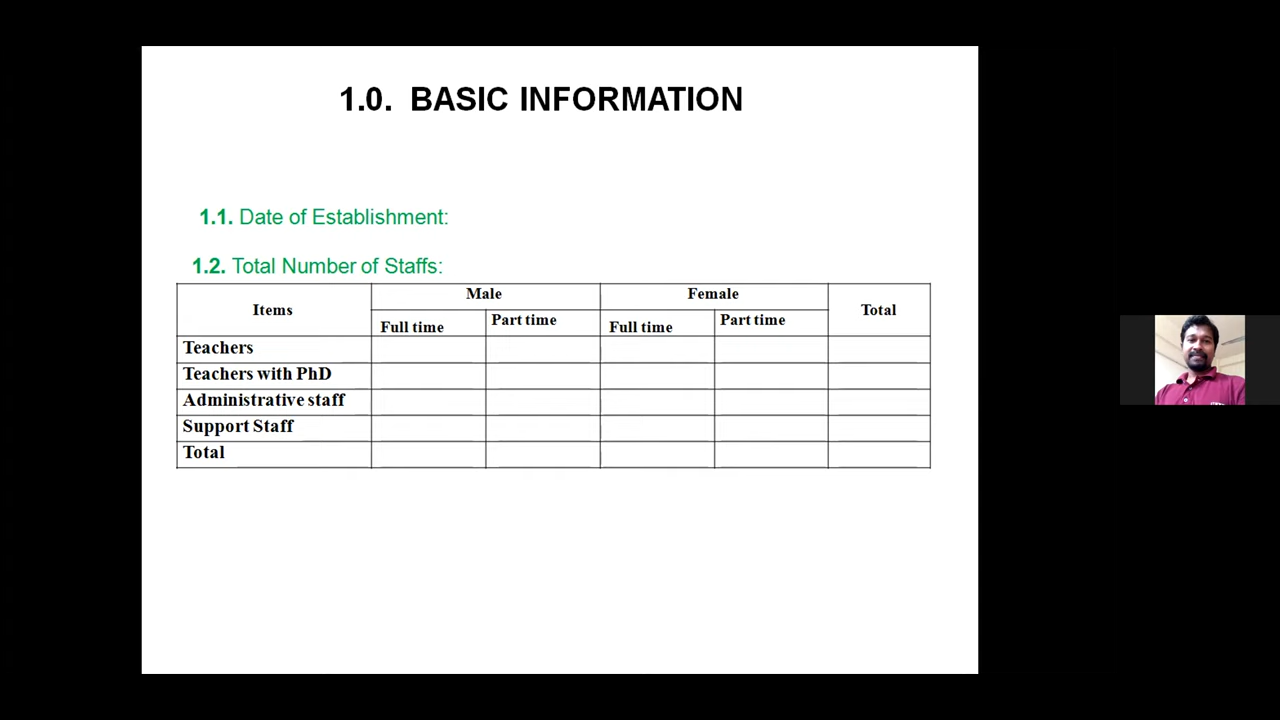 1.0. BASIC INFORMATION
1.1. Date of Establishment:
1.2. Total Number of Staffs:
Items Male Female Total
Full time Part time Full time Part time
Teachers
Teachers with PhD
Administrative staff
Support Staff
Total